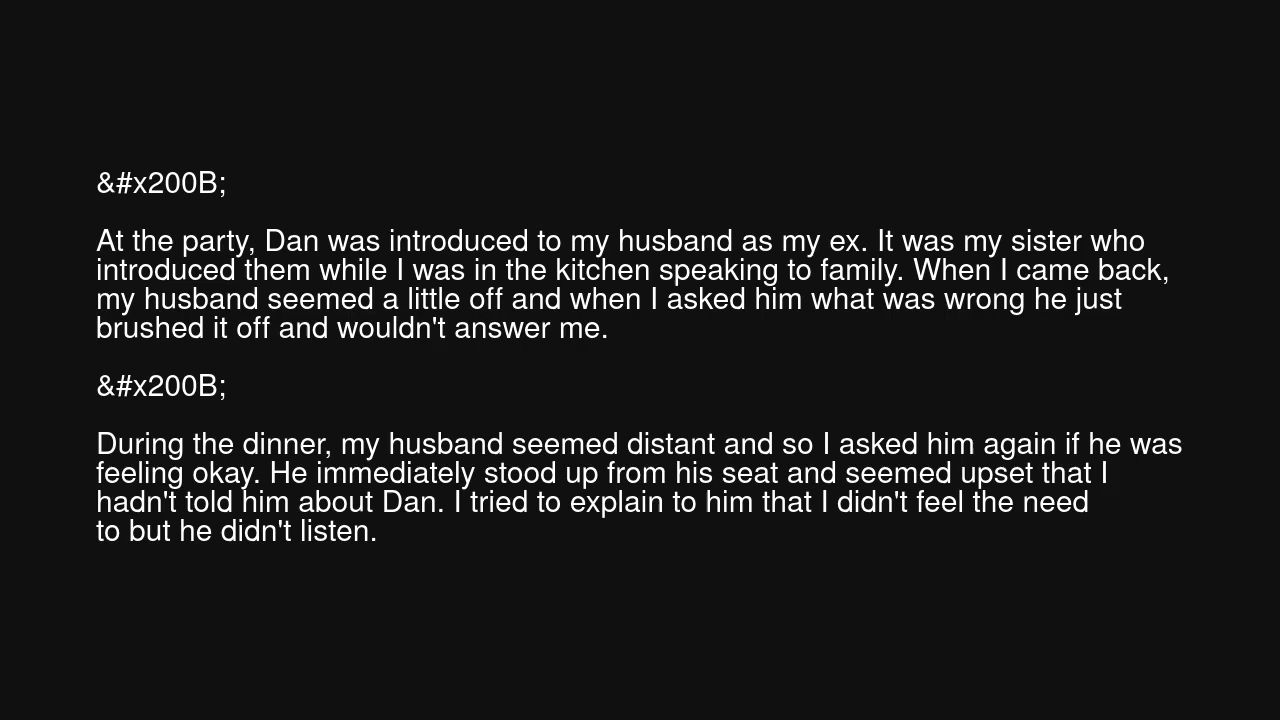 &#x200B;
At the party, Dan was introduced to my husband as my ex. It was my sister who
introduced them while I was in the kitchen speaking to family. When I came back,
my husband seemed a little off and when I asked him what was wrong he just
brushed it off and wouldn't answer me.
&#x200B;
During the dinner, my husband seemed distant and so I asked him again if he was
feeling okay. He immediately stood up from his seat and seemed upset that I
hadn't told him about Dan. I tried to explain to him that I didn't feel the need
to but he didn't listen.